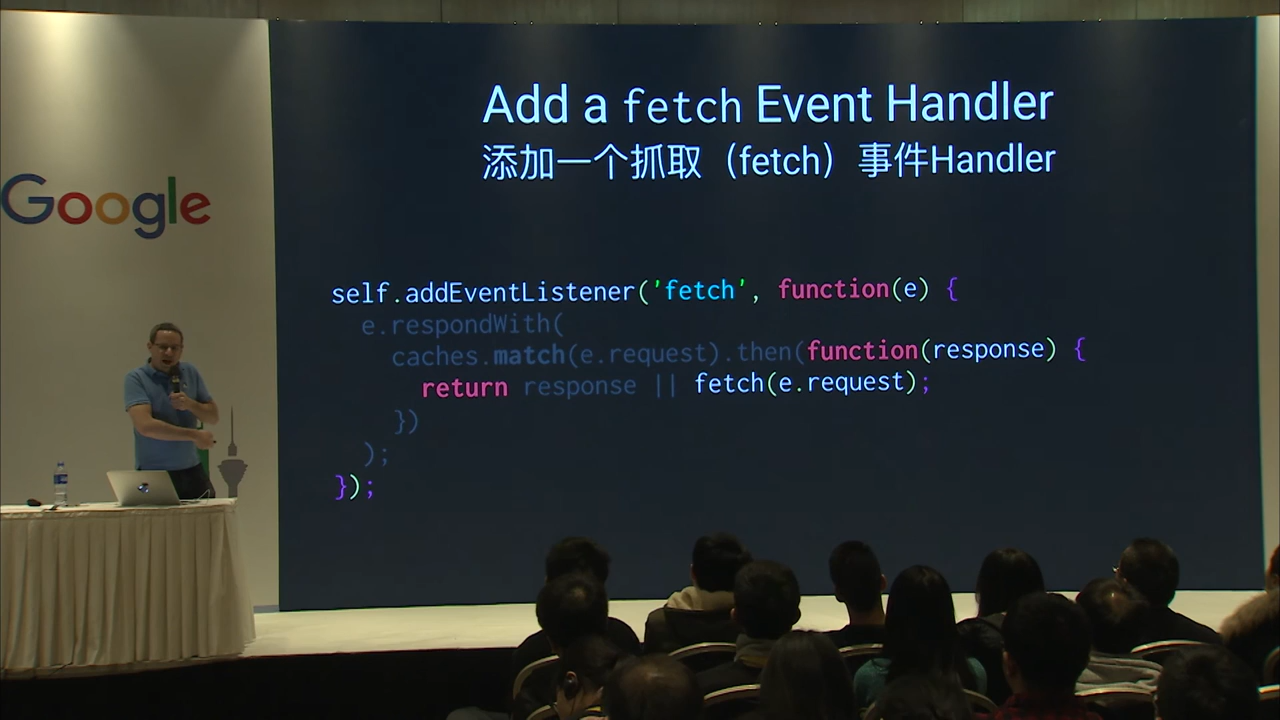 Google
Add a fetch Event Handler
添加一个抓取（fetch）事件Handler
self.addEventListener('fetch', function(e) {
e.respondWith(
caches.match(e.request).then(function(response) {
return response || fetch(e.request);
})
);
});